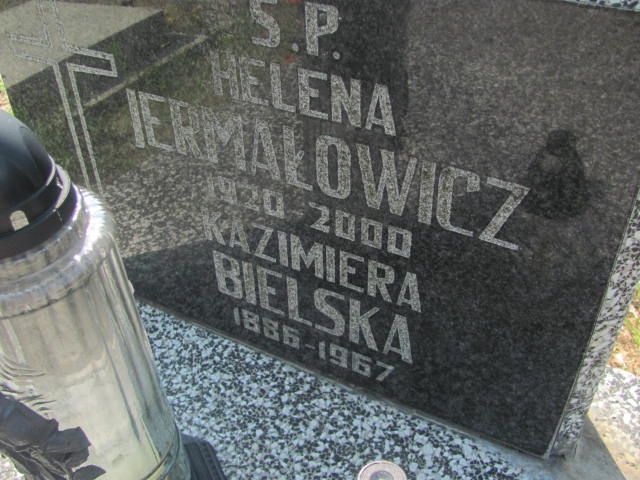 Ś.P.
HELENA
IERMAŁOWICZ
1920-2000
KAZIMIERA
BIELSKA
1886-1967